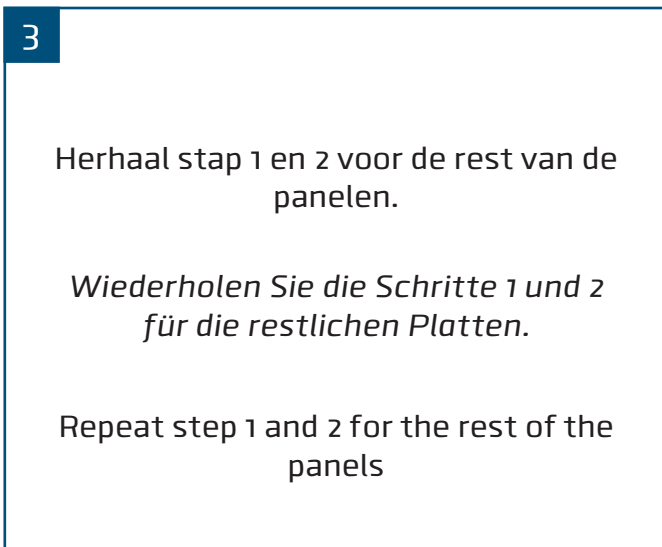 3
Herhaal stap 1 en 2 voor de rest van de
panelen.
Wiederholen Sie die Schritte 1 und 2
für die restlichen Platten.
Repeat step 1 and 2 for the rest of the
panels